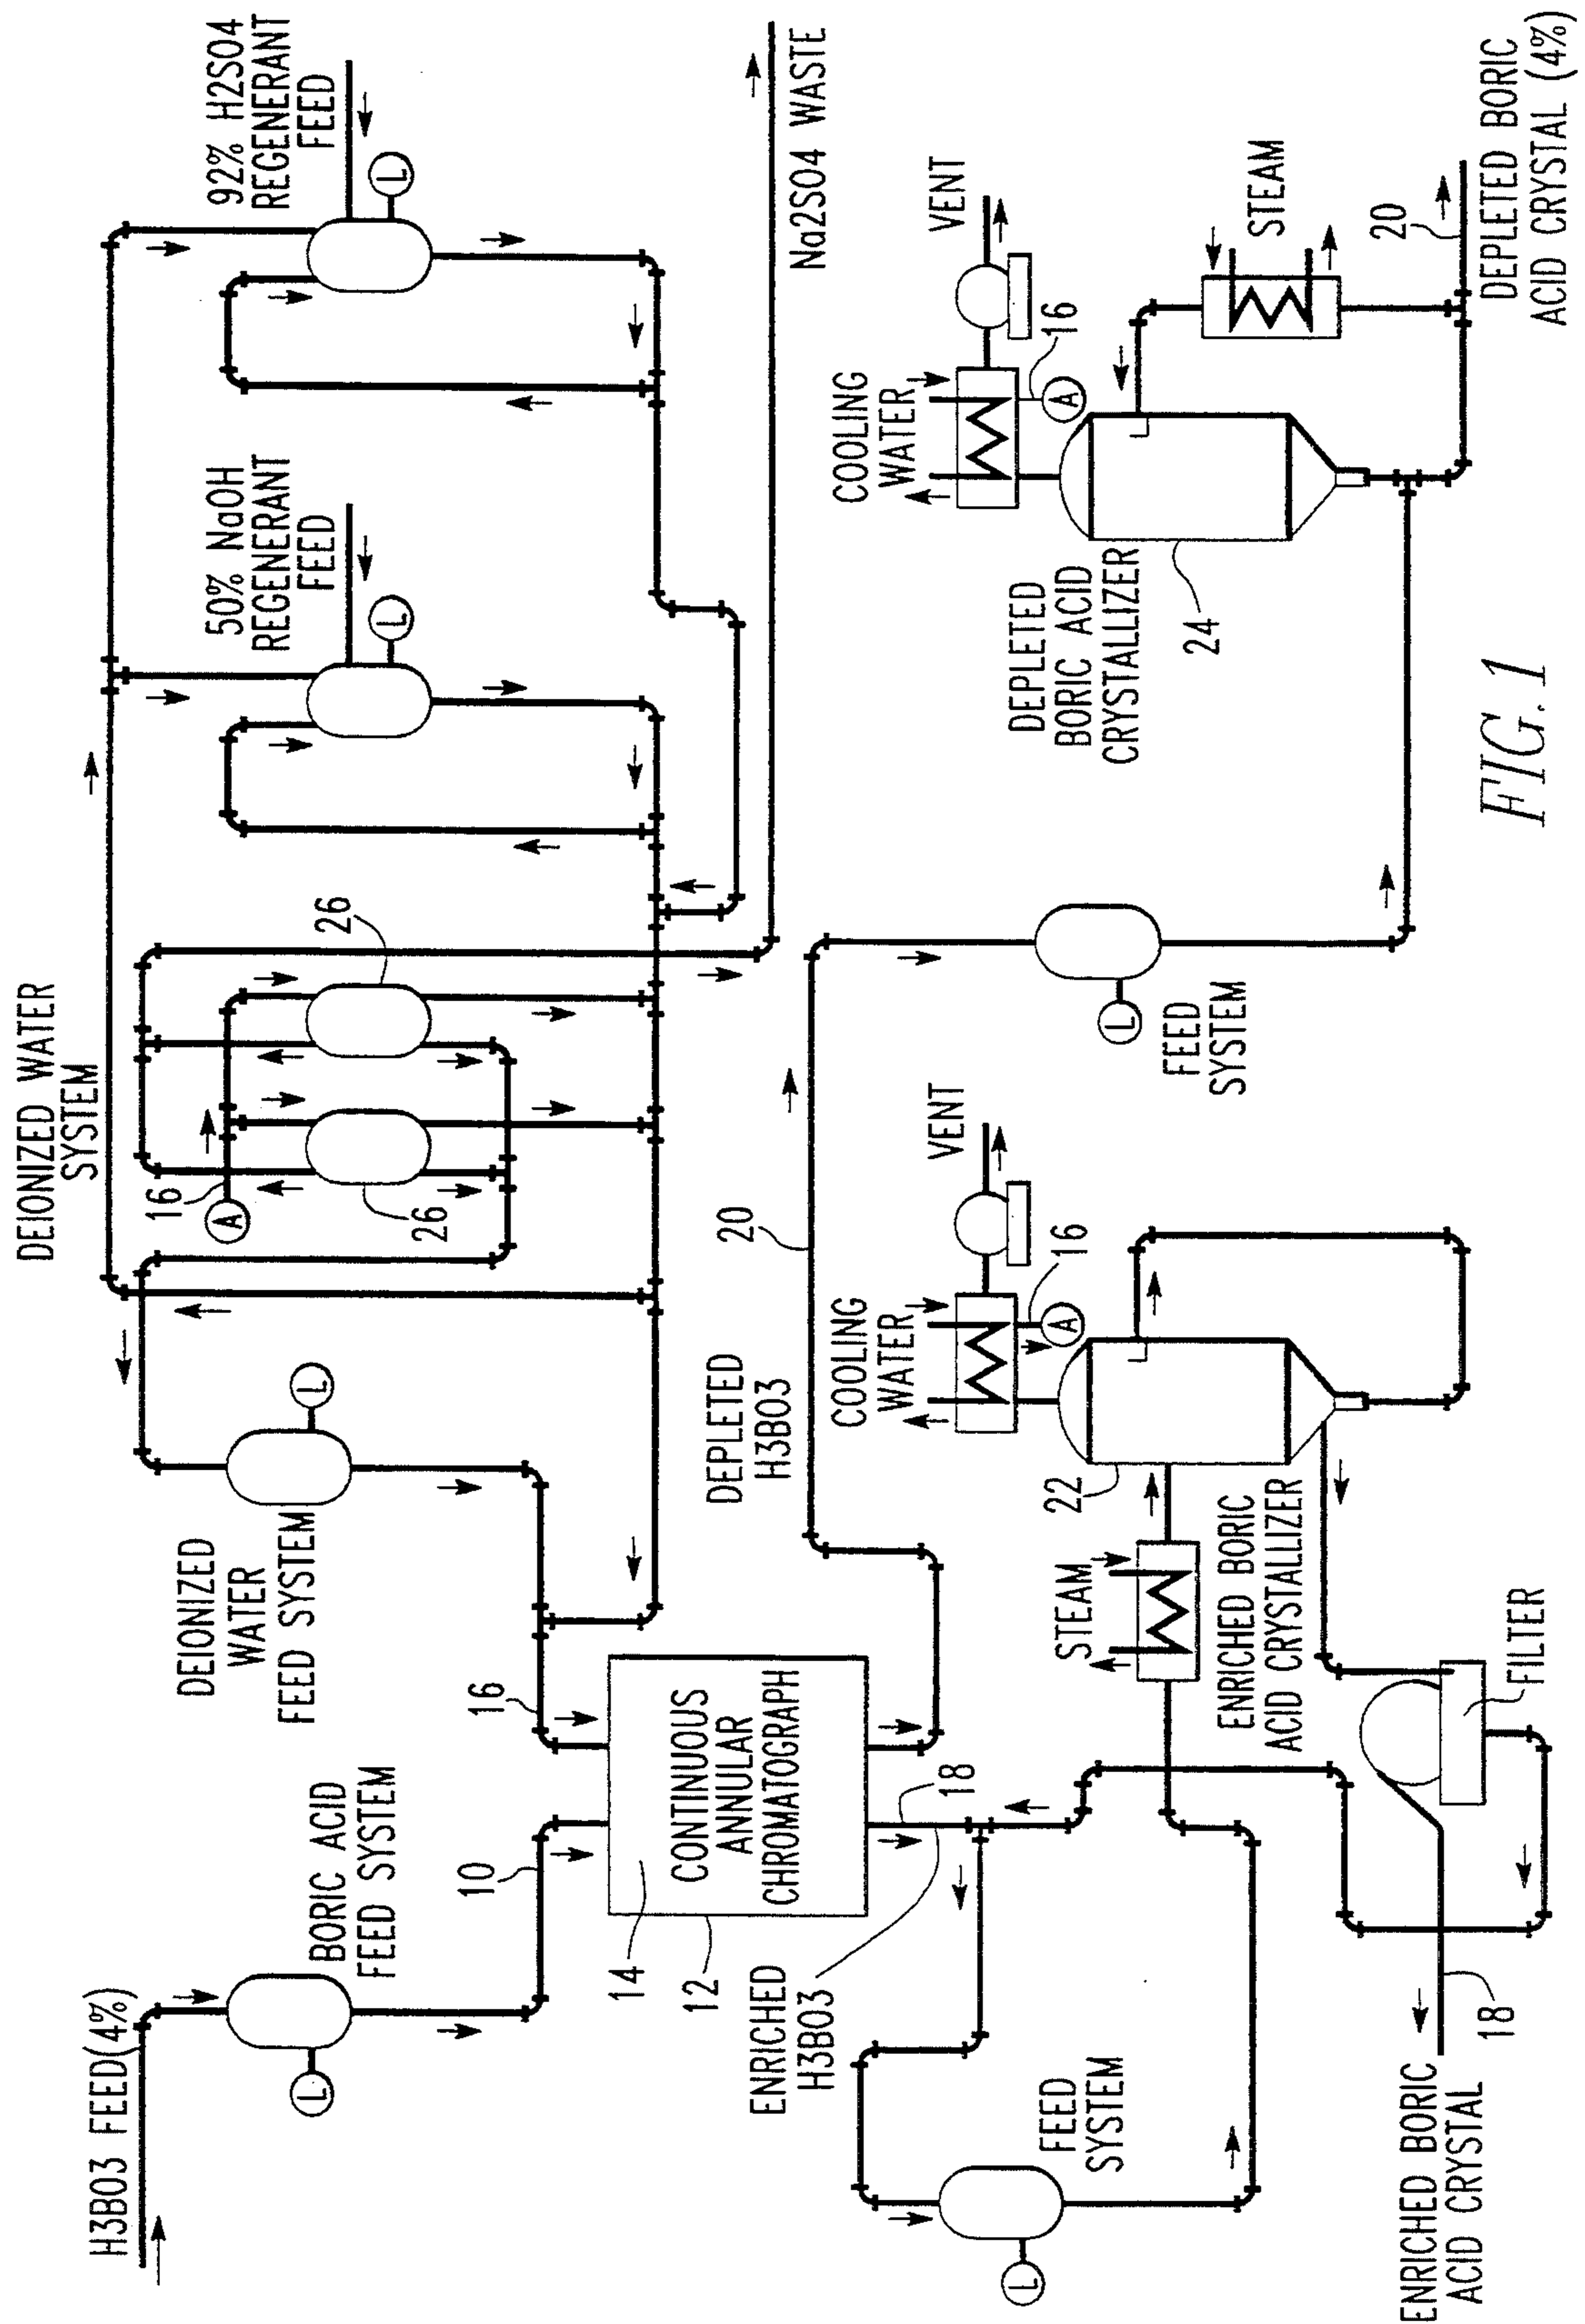 DEIONIZED WATER
SYSTEM
92% H2SO4
REGENERANT
FEED
50% NaOH
REGENERANT
FEED
L
L
26
16
A
26
H3BO3 FEED(4%)
L
BORIC ACID
FEED SYSTEM
DEIONIZED
WATER
FEED SYSTEM
L
10
16
Na2SO4 WASTE
14
CONTINUOUS
ANNULAR
CHROMATOGRAPH
12
18
ENRICHED
H3BO3
DEPLETED
H3BO3
20
COOLING
WATER
VENT
16
A
COOLING
WATER
VENT
16
A
FEED
SYSTEM
L
STEAM
22
ENRICHED BORIC
ACID CRYSTALLIZER
L
FEED
SYSTEM
DEPLETED
BORIC ACID
CRYSTALLIZER
24
STEAM
20
DEPLETED BORIC
ACID CRYSTAL (4%)
FILTER
18
ENRICHED BORIC
ACID CRYSTAL
FIG. 1